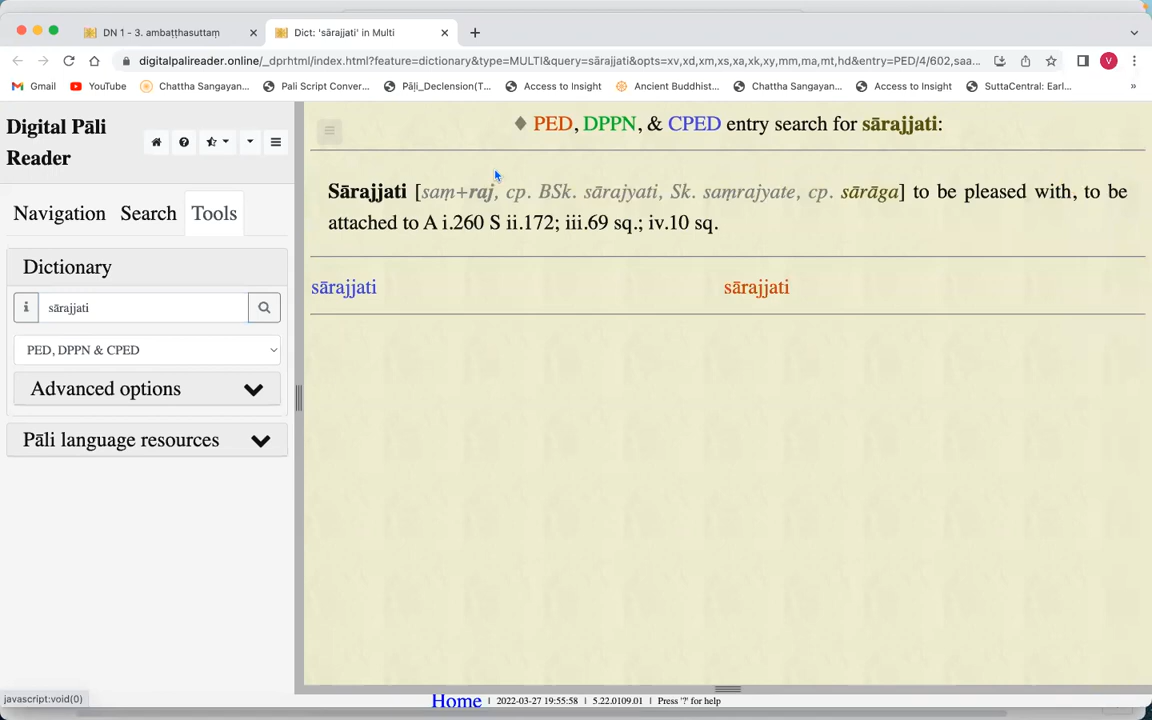 DN 1 - 3. ambaṭṭhasuttaṃ
Dict: 'sārajjati' in Multi
digitalpalireader.online/_dprhtml/index.html?feature=dictionary&type=MULTI&query=sārajjati&opts=xv,xd,xm,xs,xa,xk,xy,mm,ma,mt,hd&entry=PED/4/602,saa...
V
Gmail
YouTube
Chattha Sangayan...
Pali Script Conver...
Pāḷi_Declension(T...
Access to Insight
Ancient Buddhist...
Chattha Sangayan...
Access to Insight
SuttaCentral: Earl...
»
Digital Pāli
Reader
Navigation Search Tools
Dictionary
sārajjati
PED, DPPN & CPED
Advanced options
Pāli language resources
♦ PED, DPPN, & CPED entry search for sārajjati:
Sārajjati [saṃ+raj, cp. BSk. sārajyati, Sk. saṃrajyate, cp. sārāga] to be pleased with, to be
attached to A i.260 S ii.172; iii.69 sq.; iv.10 sq.
sārajjati sārajjati
javascript:void(0)
Home | 2022-03-27 19:55:58 | 5.22.0109.01 | Press '?' for help